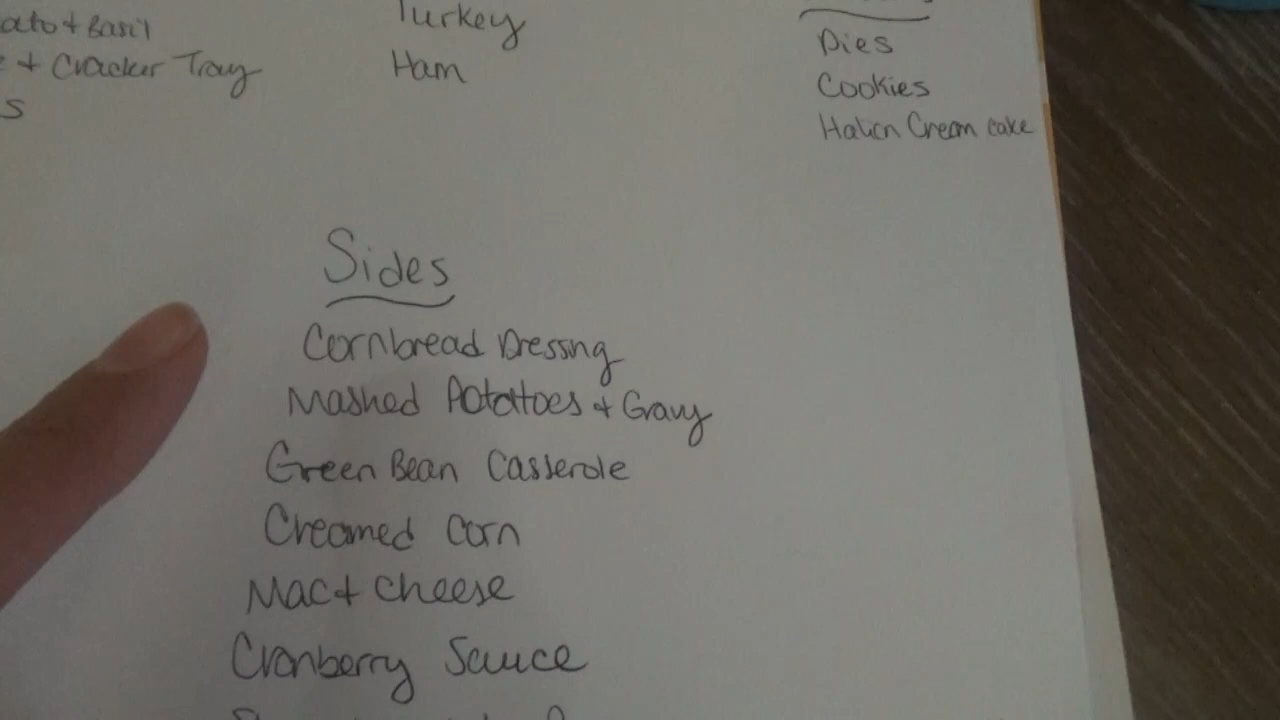 + Basil
+ Cracker Tray
s
Turkey
Ham
Pies
Cookies
Italian Cream cake
Sides
Cornbread Dressing
Mashed Potatoes + Gravy
Green Bean Casserole
Creamed Corn
Mac + Cheese
Cranberry Sauce